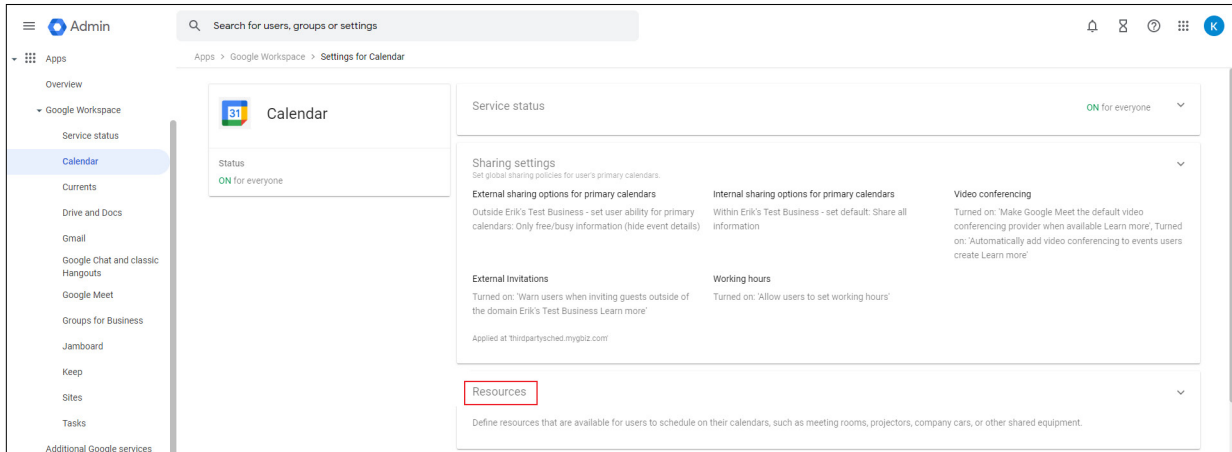 Admin
Search for users, groups or settings
K
Apps
Apps > Google Workspace > Settings for Calendar
Overview
Google Workspace
Service status
Calendar
Currents
Drive and Docs
Gmail
Google Chat and classic
Hangouts
Google Meet
Groups for Business
Jamboard
Keep
Sites
Tasks
Additional Google services
31
Calendar
Status
ON for everyone
Service status
ON for everyone
Sharing settings
Set global sharing policies for user's primary calendars.
External sharing options for primary calendars
Outside Erik's Test Business - set user ability for primary
calendars: Only free/busy information (hide event details)
Internal sharing options for primary calendars
Within Erik's Test Business - set default: Share all
information
Video conferencing
Turned on: 'Make Google Meet the default video
conferencing provider when available Learn more', Turned
on: 'Automatically add video conferencing to events users
create Learn more'
External Invitations
Turned on: 'Warn users when inviting guests outside of
the domain Erik's Test Business Learn more'
Working hours
Turned on: 'Allow users to set working hours'
Applied at 'thirdpartysched.mygbiz.com'
Resources
Define resources that are available for users to schedule on their calendars, such as meeting rooms, projectors, company cars, or other shared equipment.